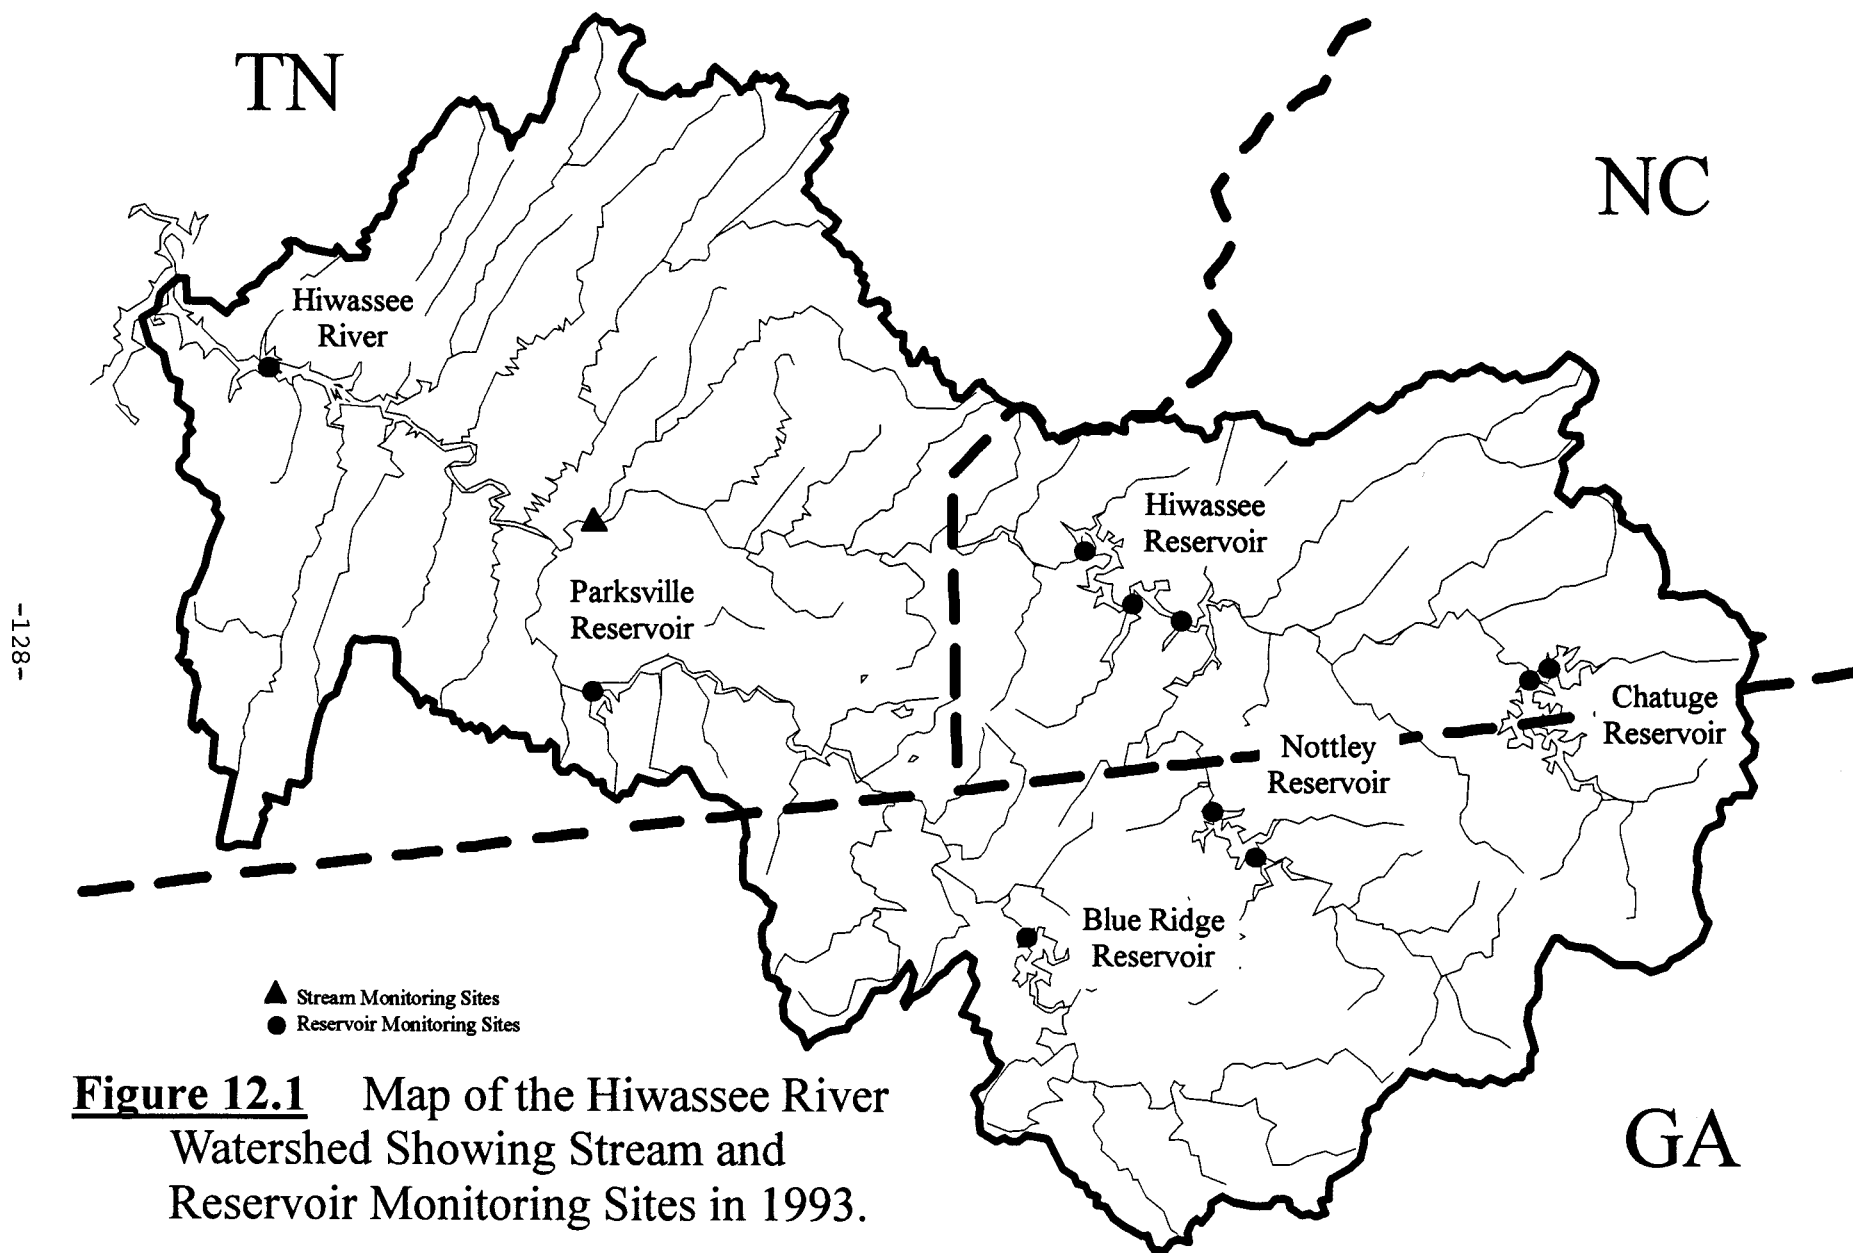 TN
NC
Hiwassee
River
Hiwassee
Reservoir
Parksville
Reservoir
Chatuge
Reservoir
Nottley
Reservoir
Blue Ridge
Reservoir
-128-
Stream Monitoring Sites
Reservoir Monitoring Sites
Figure 12.1 Map of the Hiwassee River
Watershed Showing Stream and
Reservoir Monitoring Sites in 1993.
GA